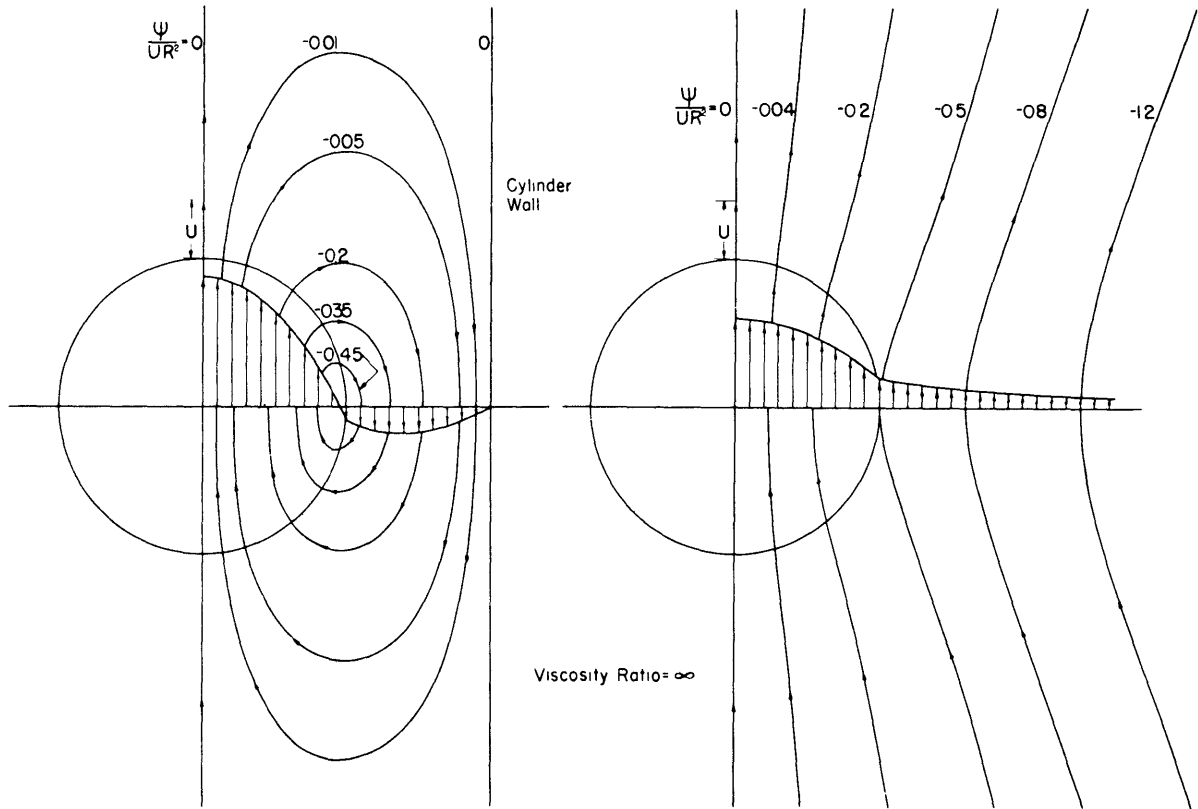 Ψ/UR² = 0
-001
0
-005
Cylinder
Wall
U
-02
-035
-045
Ψ/UR² = 0
-004
-02
-05
-08
-12
U
Viscosity Ratio = ∞